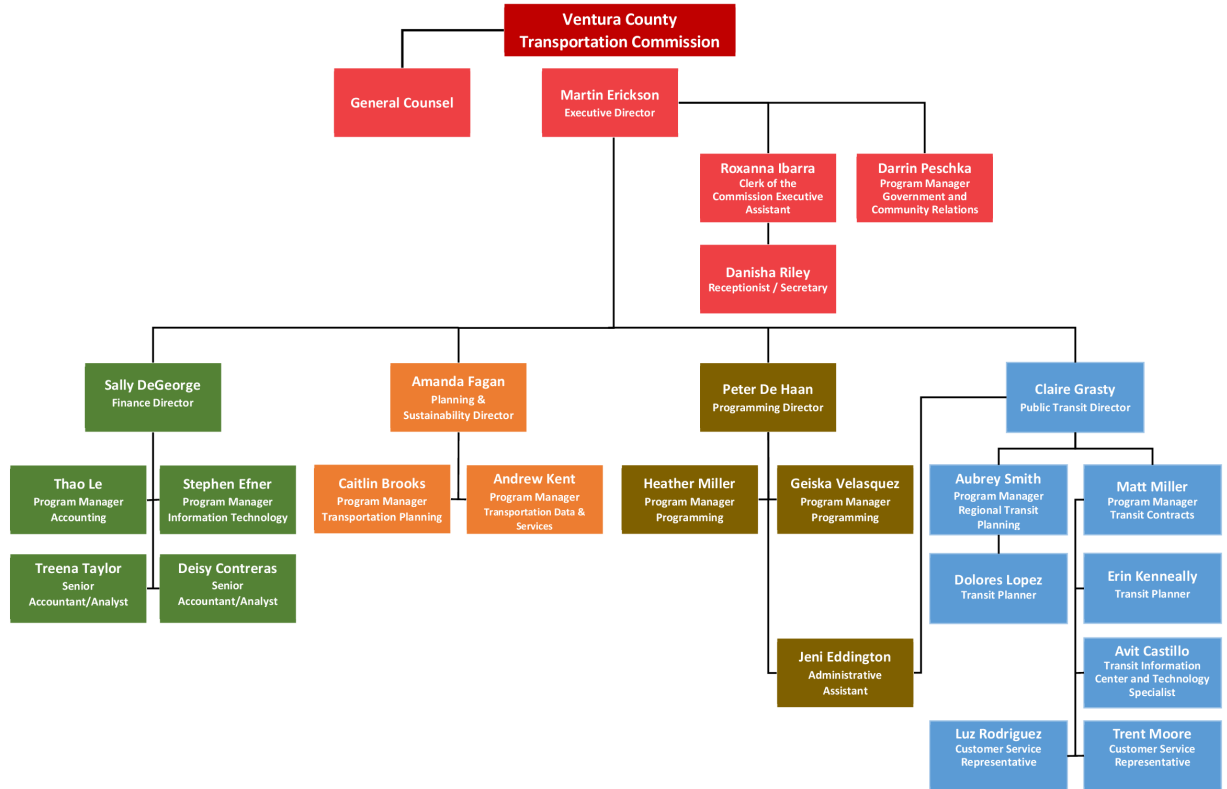 Ventura County
Transportation Commission
General Counsel
Martin Erickson
Executive Director
Roxanna Ibarra
Clerk of the
Commission Executive
Assistant
Darrin Peschka
Program Manager
Government and
Community Relations
Danisha Riley
Receptionist / Secretary
Sally DeGeorge
Finance Director
Amanda Fagan
Planning &
Sustainability Director
Peter De Haan
Programming Director
Claire Grasty
Public Transit Director
Thao Le
Program Manager
Accounting
Stephen Efner
Program Manager
Information Technology
Caitlin Brooks
Program Manager
Transportation Planning
Andrew Kent
Program Manager
Transportation Data &
Services
Heather Miller
Program Manager
Programming
Geiska Velasquez
Program Manager
Programming
Aubrey Smith
Program Manager
Regional Transit
Planning
Matt Miller
Program Manager
Transit Contracts
Treena Taylor
Senior
Accountant/Analyst
Deisy Contreras
Senior
Accountant/Analyst
Dolores Lopez
Transit Planner
Erin Kenneally
Transit Planner
Jeni Eddington
Administrative
Assistant
Avit Castillo
Transit Information
Center and Technology
Specialist
Luz Rodriguez
Customer Service
Representative
Trent Moore
Customer Service
Representative